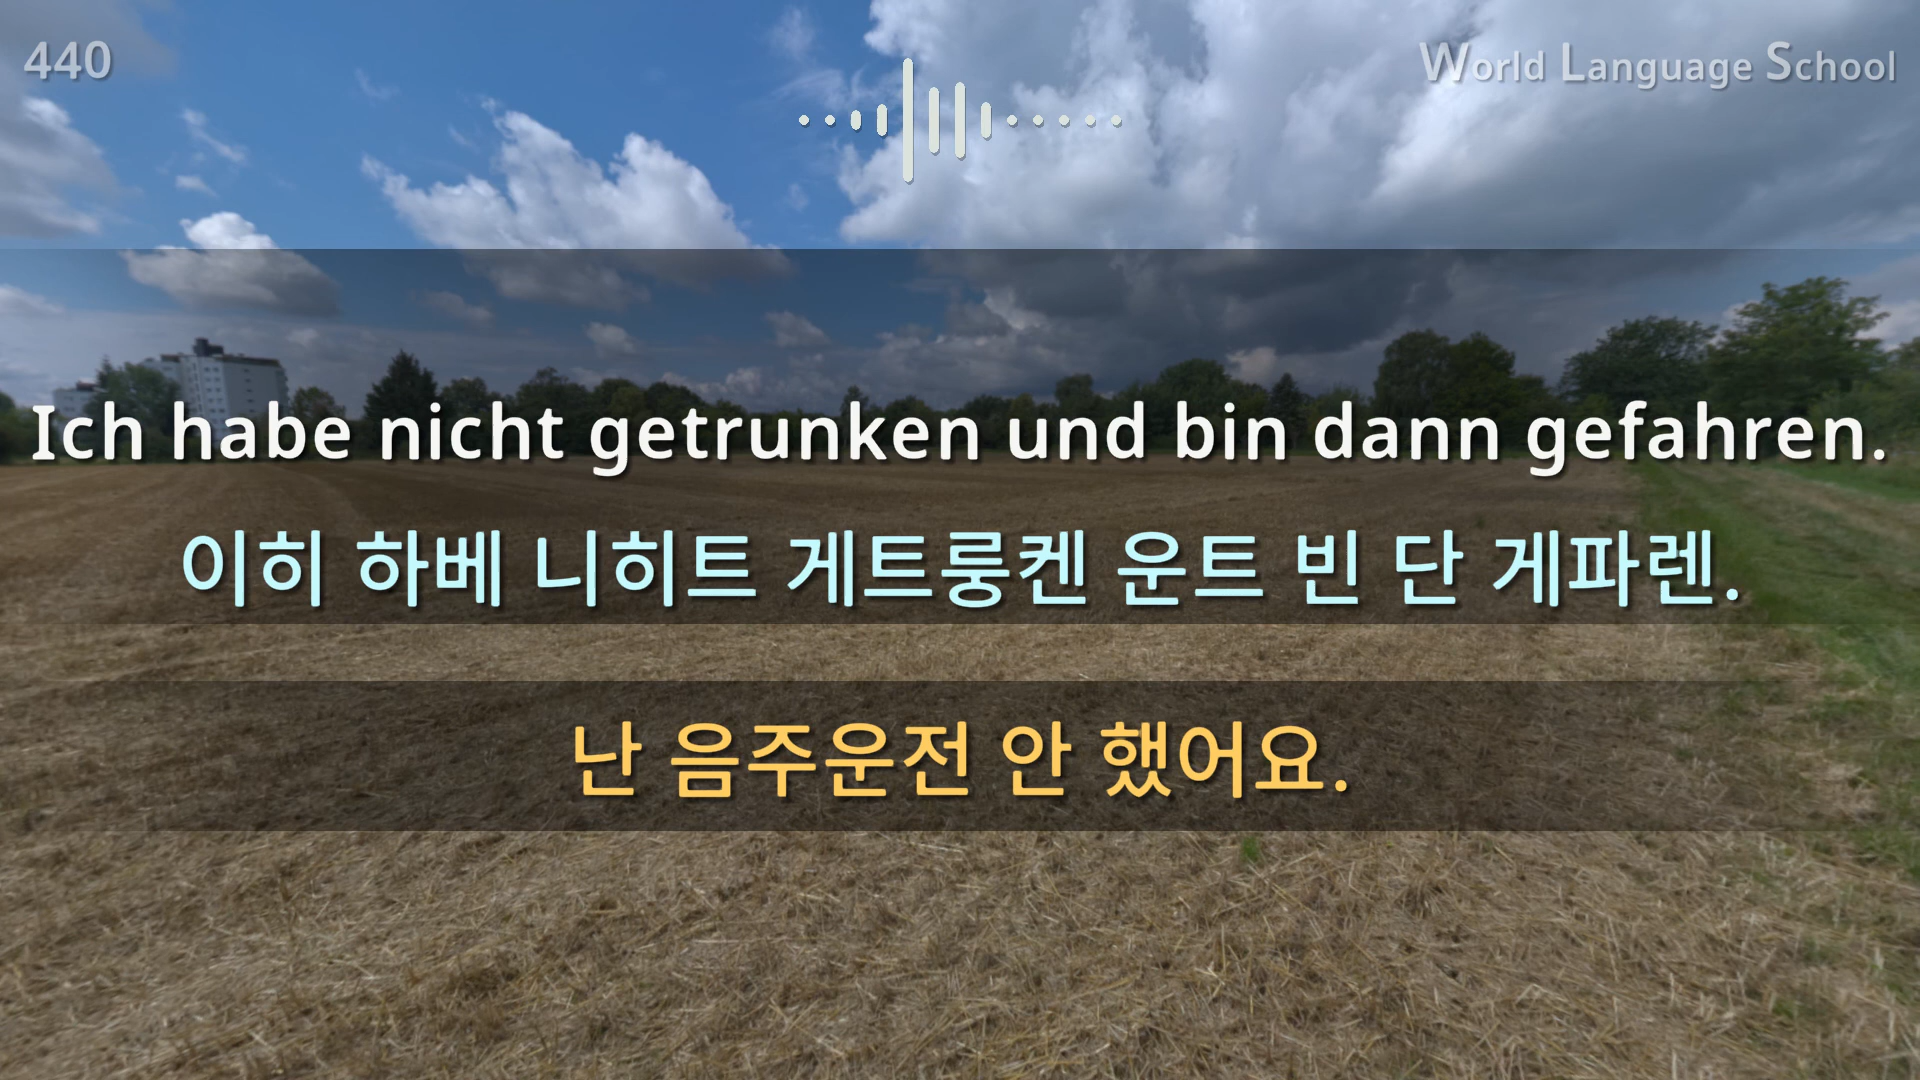 440
World Language School
Ich habe nicht getrunken und bin dann gefahren.
이히 하베 니히트 게트룽켄 운트 빈 단 게파렌.
난 음주운전 안 했어요.